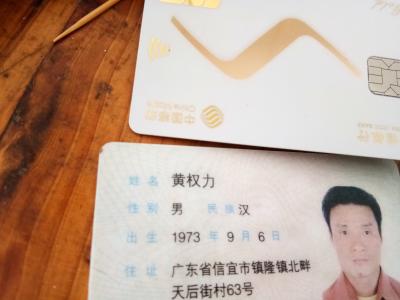 中国移动
China Mobile
姓名 黄权力
性别 男 民族 汉
出生 1973 年 9 月 6 日
住址 广东省信宜市镇隆镇北畔
天后街村63号